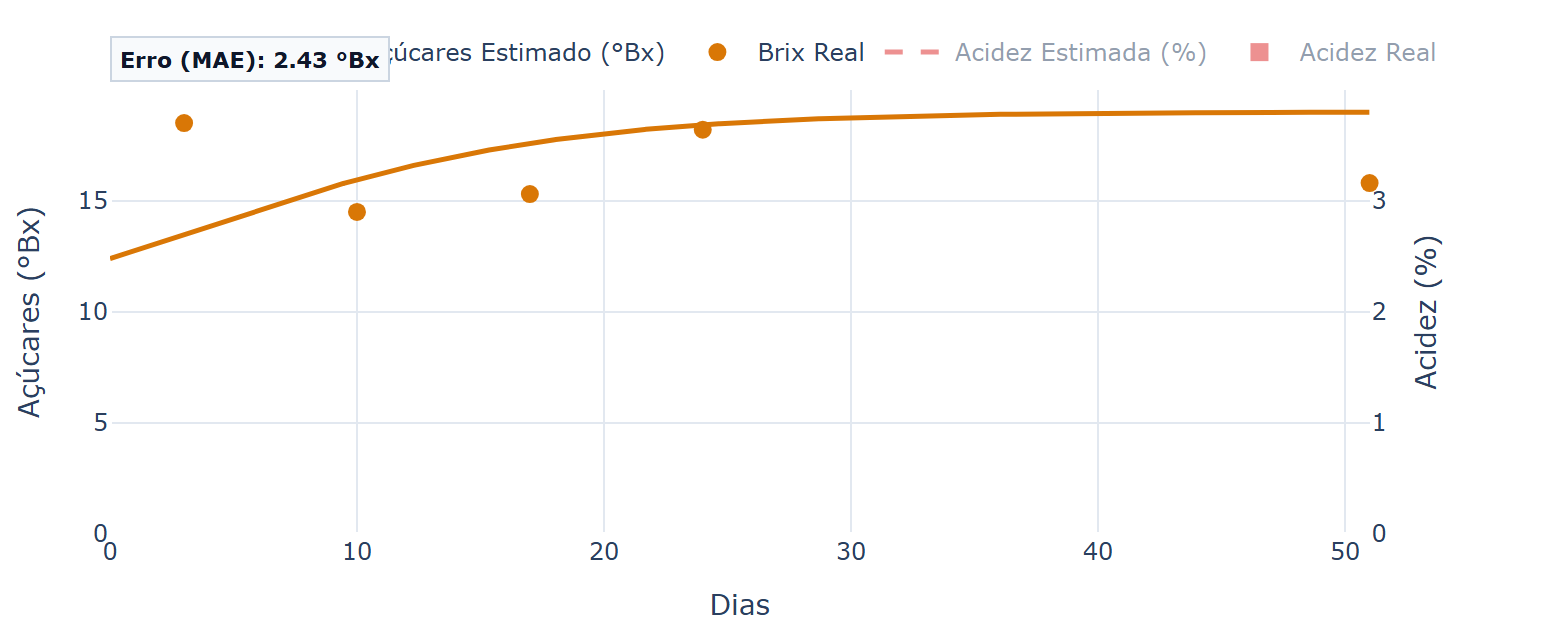 Erro (MAE): 2.43 ºBx
çúcares Estimado (°Bx)
Brix Real
Acidez Estimada (%)
Acidez Real
Açúcares (°Bx)
15
10
5
0
3
2
1
0
Acidez (%)
0
10
20
30
40
50
Dias